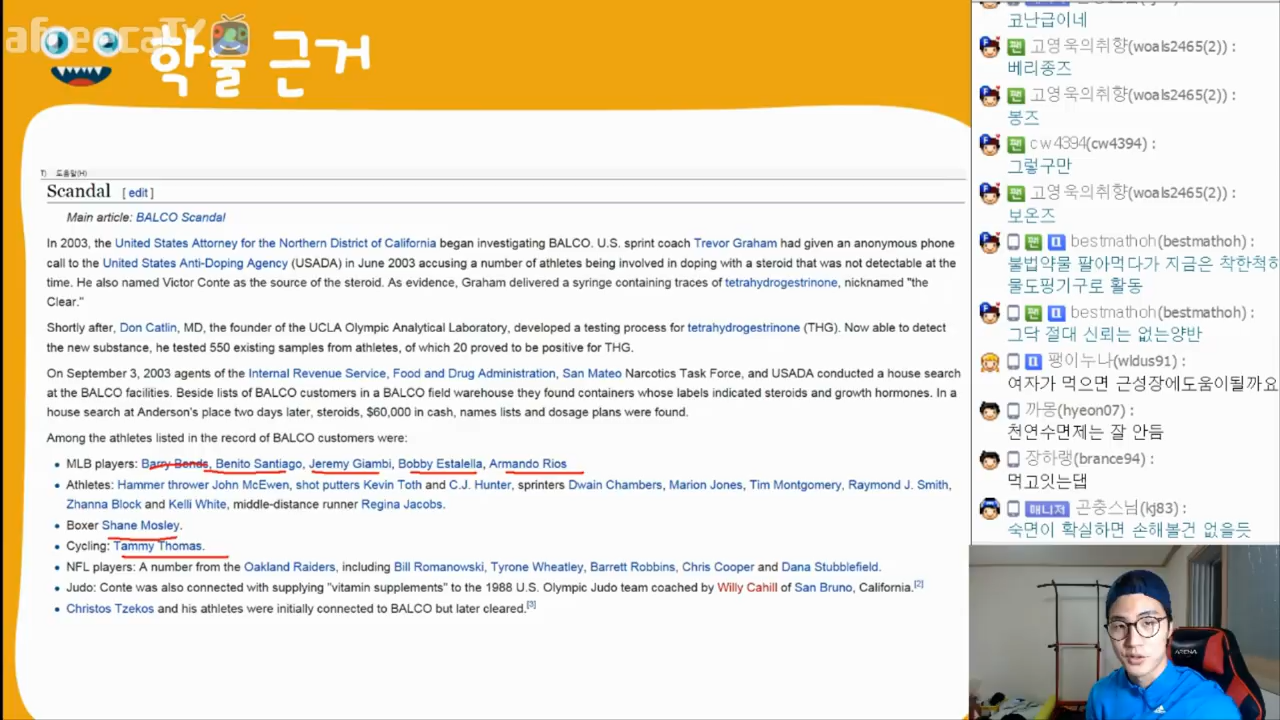 afreecaTV
학술 근거
도움말(H)
Scandal [ edit ]
Main article: BALCO Scandal
In 2003, the United States Attorney for the Northern District of California began investigating BALCO. U.S. sprint coach Trevor Graham had given an anonymous phone
call to the United States Anti-Doping Agency (USADA) in June 2003 accusing a number of athletes being involved in doping with a steroid that was not detectable at the
time. He also named Victor Conte as the source of the steroid. As evidence, Graham delivered a syringe containing traces of tetrahydrogestrinone, nicknamed "the
Clear."
Shortly after, Don Catlin, MD, the founder of the UCLA Olympic Analytical Laboratory, developed a testing process for tetrahydrogestrinone (THG). Now able to detect
the new substance, he tested 550 existing samples from athletes, of which 20 proved to be positive for THG.
On September 3, 2003 agents of the Internal Revenue Service, Food and Drug Administration, San Mateo Narcotics Task Force, and USADA conducted a house search
at the BALCO facilities. Beside lists of BALCO customers in a BALCO field warehouse they found containers whose labels indicated steroids and growth hormones. In a
house search at Anderson's place two days later, steroids, $60,000 in cash, names lists and dosage plans were found.
Among the athletes listed in the record of BALCO customers were:
• MLB players: Barry Bonds, Benito Santiago, Jeremy Giambi, Bobby Estalella, Armando Rios
• Athletes: Hammer thrower John McEwen, shot putters Kevin Toth and C.J. Hunter, sprinters Dwain Chambers, Marion Jones, Tim Montgomery, Raymond J. Smith,
Zhanna Block and Kelli White, middle-distance runner Regina Jacobs.
• Boxer Shane Mosley.
• Cycling: Tammy Thomas.
• NFL players: A number from the Oakland Raiders, including Bill Romanowski, Tyrone Wheatley, Barrett Robbins, Chris Cooper and Dana Stubblefield.
• Judo: Conte was also connected with supplying "vitamin supplements" to the 1988 U.S. Olympic Judo team coached by Willy Cahill of San Bruno, California.[2]
• Christos Tzekos and his athletes were initially connected to BALCO but later cleared.[3]
코난급이네
팬 고영욱의취향(woals2465(2)) :
베리종즈
팬 고영욱의취향(woals2465(2)) :
봉즈
팬 cw4394(cw4394) :
그렇구만
팬 고영욱의취향(woals2465(2)) :
보온즈
팬 bestmathoh(bestmathoh) :
불법약물 팔아먹다가 지금은 착한척하
물도핑기구로 활동
팬 bestmathoh(bestmathoh) :
그닥 절대 신뢰는 없는양반
팽이누나(wldus91) :
여자가 먹으면 근성장에도움이될까요
까몽(hyeon07) :
천연수면제는 잘 안듬
장하랭(brance94) :
먹고잇는댑
매니저 곤충스님(kj83) :
숙면이 확실하면 손해볼건 없을듯
ARENA